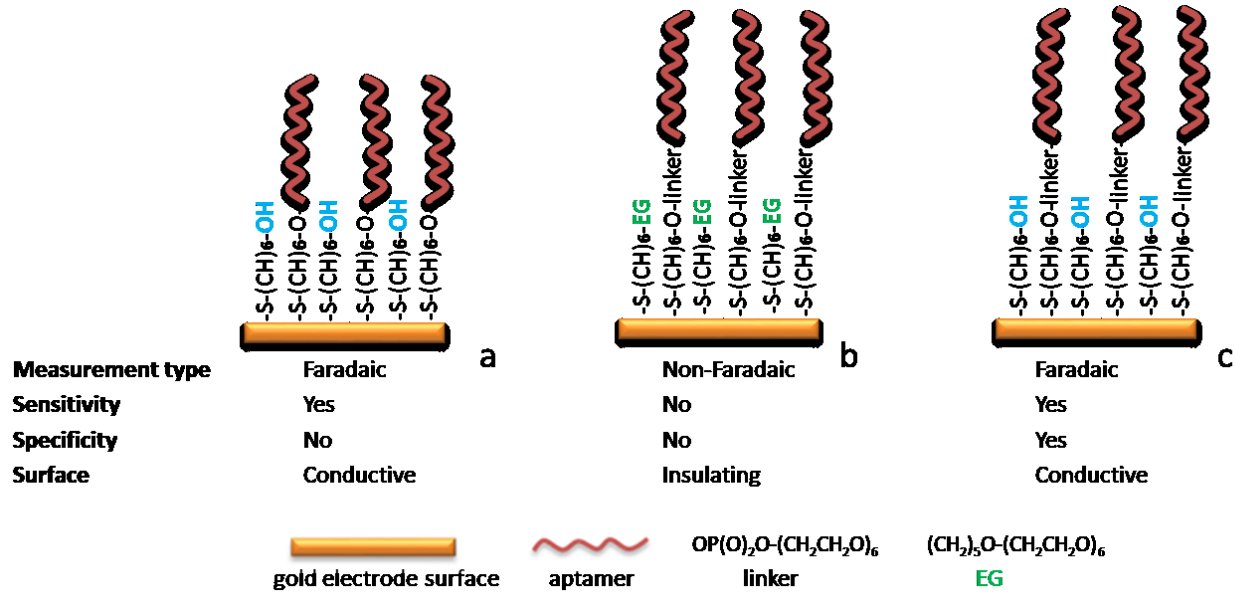 -S-(CH)6-OH
-S-(CH)6-O
-S-(CH)6-OH
-S-(CH)6-O
-S-(CH)6-OH
-S-(CH)6-O
-S-(CH)6-EG
-S-(CH)6-O-linker
-S-(CH)6-EG
-S-(CH)6-O-linker
-S-(CH)6-EG
-S-(CH)6-O-linker-
-S-(CH)6-OH
-S-(CH)6-O-linker-
-S-(CH)6-OH
-S-(CH)6-O-linker-
-S-(CH)6-OH
-S-(CH)6-O-linker-
a b c
Measurement type Faradaic Non-Faradaic Faradaic
Sensitivity Yes No Yes
Specificity No No Yes
Surface Conductive Insulating Conductive
OP(O)₂O-(CH₂CH₂O)₆ (CH₂)₅O-(CH₂CH₂O)₆
gold electrode surface aptamer linker EG